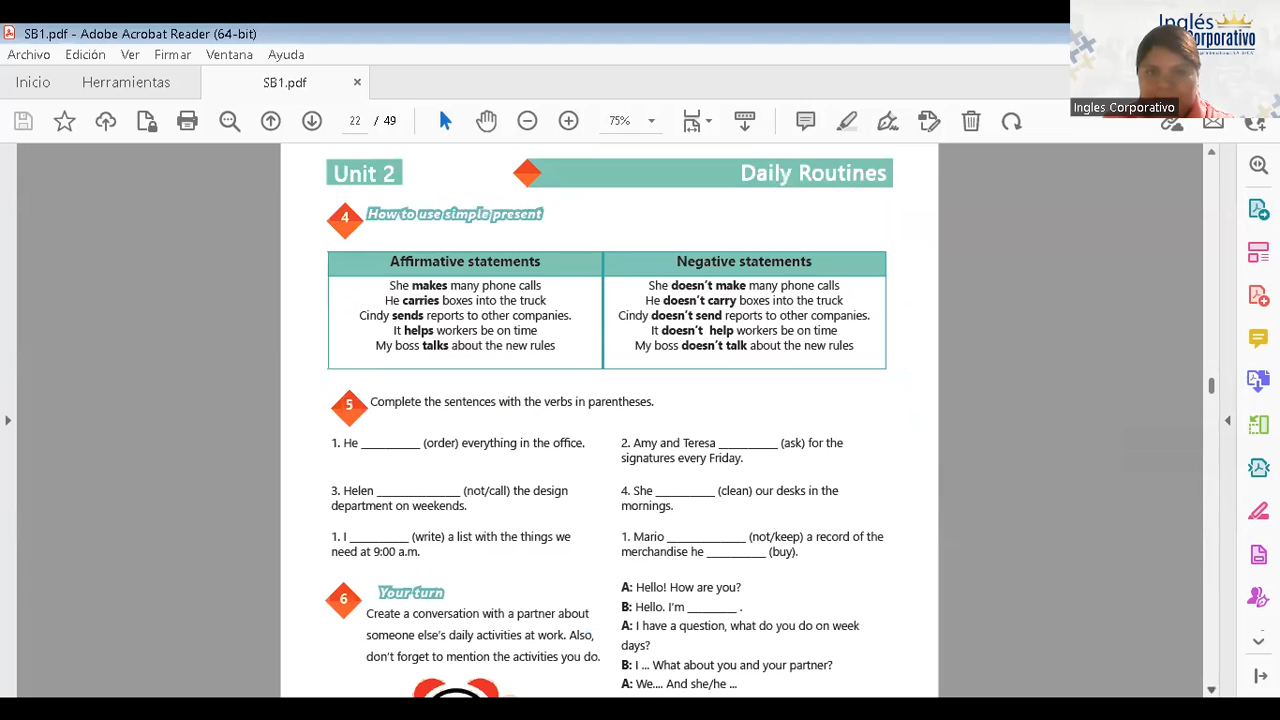 SB1.pdf - Adobe Acrobat Reader (64-bit)
Archivo Edición Ver Firmar Ventana Ayuda
Inicio Herramientas SB1.pdf ×
22 / 49 75%
Inglés
Corporativo
Ingles Corporativo
Unit 2
Daily Routines
4 How to use simple present
Affirmative statements
She makes many phone calls
He carries boxes into the truck
Cindy sends reports to other companies.
It helps workers be on time
My boss talks about the new rules
Negative statements
She doesn't make many phone calls
He doesn't carry boxes into the truck
Cindy doesn't send reports to other companies.
It doesn't help workers be on time
My boss doesn't talk about the new rules
5 Complete the sentences with the verbs in parentheses.
1. He __________ (order) everything in the office.
2. Amy and Teresa __________ (ask) for the
signatures every Friday.
3. Helen ______________ (not/call) the design
department on weekends.
4. She __________ (clean) our desks in the
mornings.
1. I __________ (write) a list with the things we
need at 9:00 a.m.
1. Mario _____________ (not/keep) a record of the
merchandise he __________ (buy).
6 Your turn
Create a conversation with a partner about
someone else's daily activities at work. Also,
don't forget to mention the activities you do.
A: Hello! How are you?
B: Hello. I'm ________ .
A: I have a question, what do you do on week
days?
B: I ... What about you and your partner?
A: We.... And she/he ...